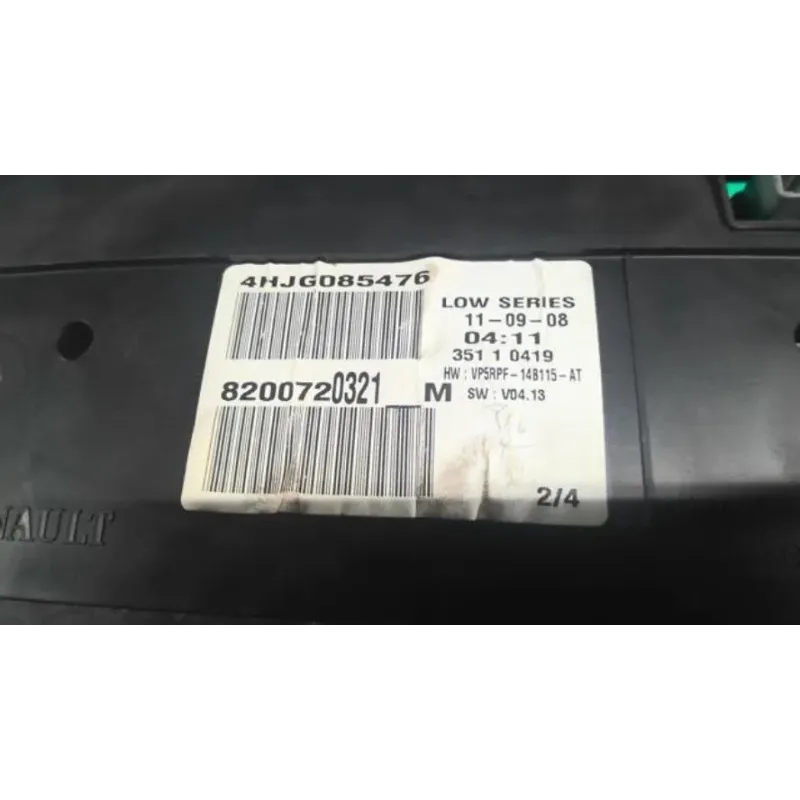 4HJG085476
8200720321__M
LOW SERIES
11-09-08
04:11
351 1 0419
HW : VP5RPF-14B115-AT
SW : V04.13
2/4
NAULT